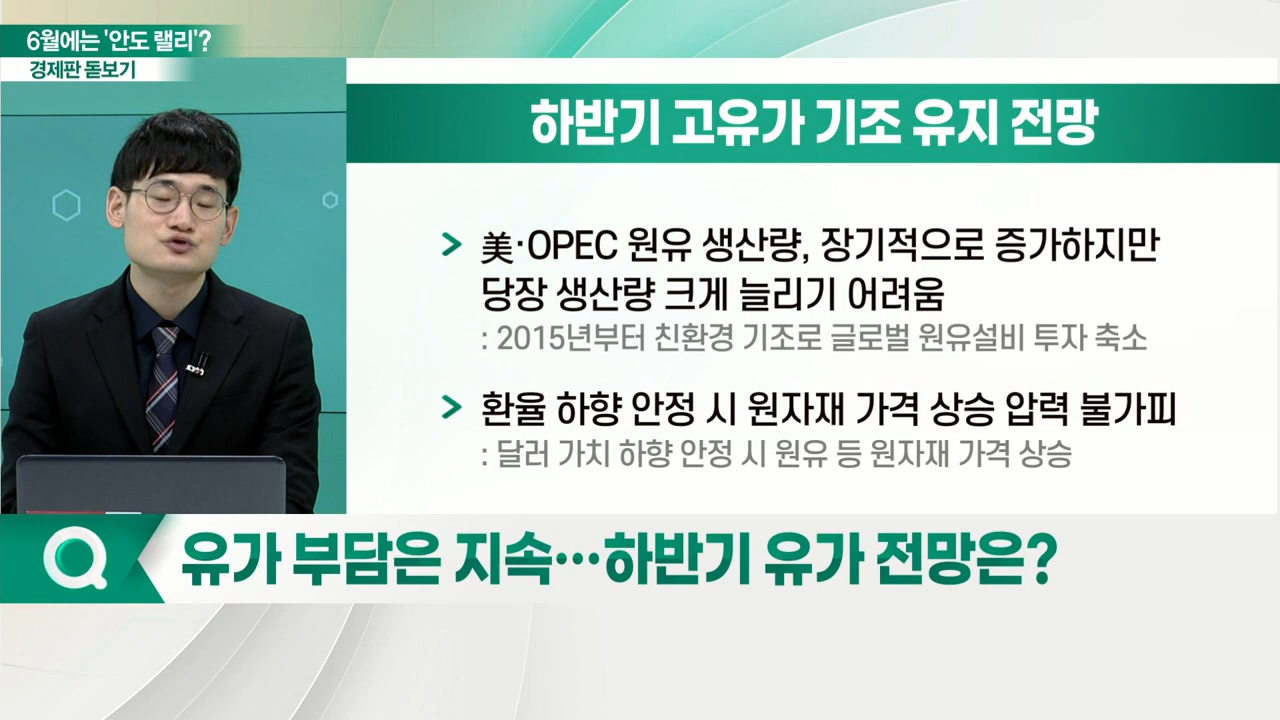 6월에는 '안도 랠리'?
경제판 돋보기
하반기 고유가 기조 유지 전망
美·OPEC 원유 생산량, 장기적으로 증가하지만
당장 생산량 크게 늘리기 어려움
: 2015년부터 친환경 기조로 글로벌 원유설비 투자 축소
환율 하향 안정 시 원자재 가격 상승 압력 불가피
: 달러 가치 하향 안정 시 원유 등 원자재 가격 상승
유가 부담은 지속…하반기 유가 전망은?